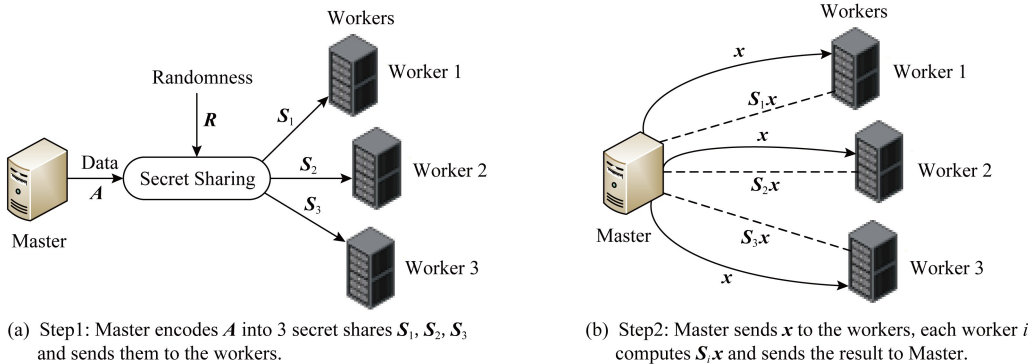 Workers
Worker 1
Randomness
R
S₁
Data
A
Secret Sharing
S₂
Worker 2
S₃
Master
Worker 3
(a) Step1: Master encodes A into 3 secret shares S₁, S₂, S₃
and sends them to the workers.
Workers
x
Worker 1
S₁x
x
S₂x
Worker 2
Master
S₃x
x
Worker 3
(b) Step2: Master sends x to the workers, each worker i
computes Sᵢx and sends the result to Master.